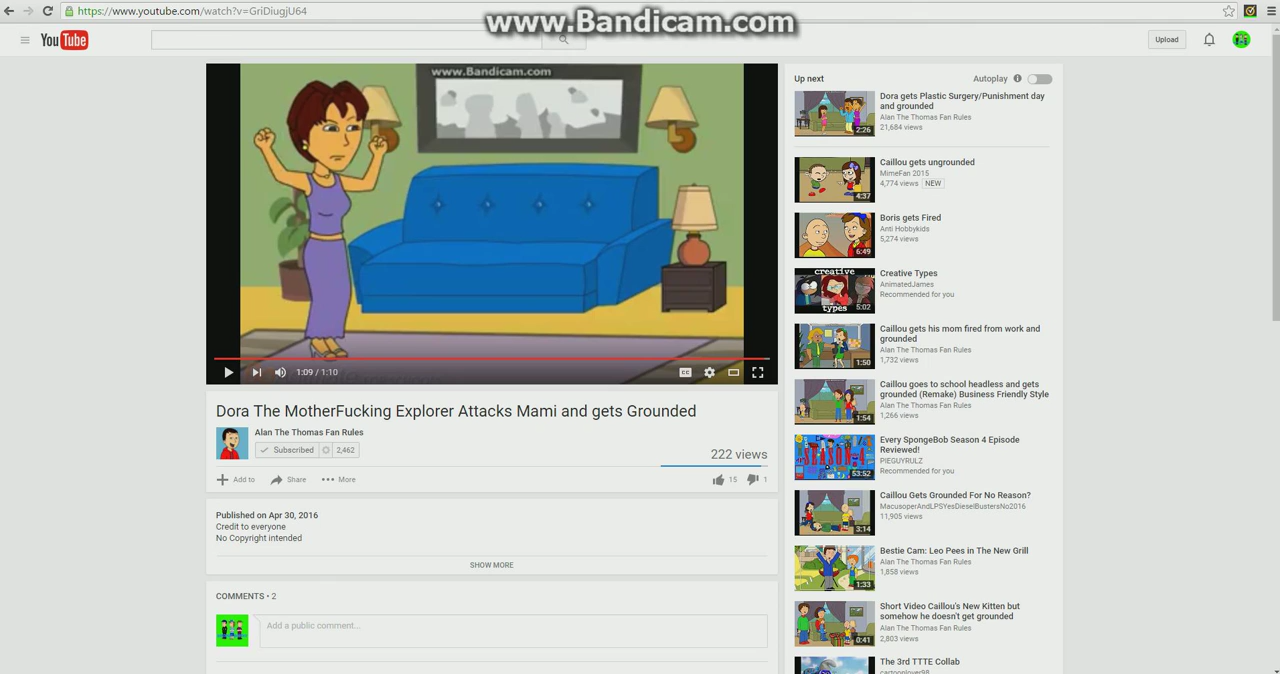 https://www.youtube.com/watch?v=GriDiugjU64
www.Bandicam.com
YouTube
Upload
www.Bandicam.com
1:09 / 1:10
CC
Dora The MotherFucking Explorer Attacks Mami and gets Grounded
Alan The Thomas Fan Rules
Subscribed 2,462
222 views
Add to Share More 15 1
Published on Apr 30, 2016
Credit to everyone
No Copyright intended
SHOW MORE
COMMENTS • 2
Add a public comment...
Up next Autoplay
Dora gets Plastic Surgery/Punishment day
and grounded
Alan The Thomas Fan Rules
21,684 views
2:26
Caillou gets ungrounded
MimeFan 2015
4,774 views NEW
4:37
Boris gets Fired
Anti Hobbykids
5,274 views
6:49
creative
types
Creative Types
AnimatedJames
Recommended for you
5:02
Caillou gets his mom fired from work and
grounded
Alan The Thomas Fan Rules
1,732 views
1:50
Caillou goes to school headless and gets
grounded (Remake) Business Friendly Style
Alan The Thomas Fan Rules
1,266 views
1:54
SEASON 4
Every SpongeBob Season 4 Episode
Reviewed!
PIEGUYRULZ
Recommended for you
53:52
Caillou Gets Grounded For No Reason?
MacusoperAndLPSYesDieselBustersNo2016
11,905 views
3:14
Bestie Cam: Leo Pees in The New Grill
Alan The Thomas Fan Rules
1,858 views
1:33
Short Video Caillou's New Kitten but
somehow he doesn't get grounded
Alan The Thomas Fan Rules
2,803 views
0:41
The 3rd TTTE Collab
cartoonlover98